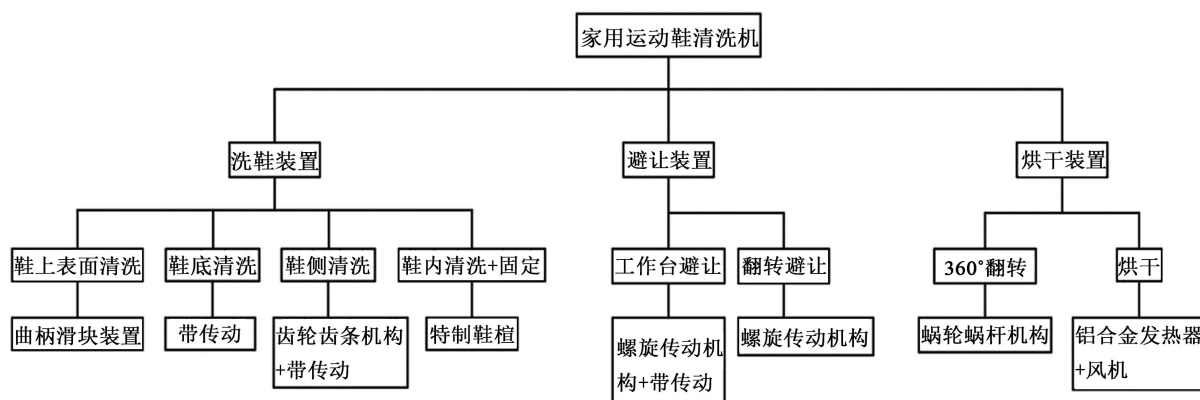 家用运动鞋清洗机
洗鞋装置
避让装置
烘干装置
鞋上表面清洗
鞋底清洗
鞋侧清洗
鞋内清洗+固定
工作台避让
翻转避让
360°翻转
烘干
曲柄滑块装置
带传动
齿轮齿条机构
+带传动
特制鞋楦
螺旋传动机
构+带传动
螺旋传动机构
蜗轮蜗杆机构
铝合金发热器
+风机